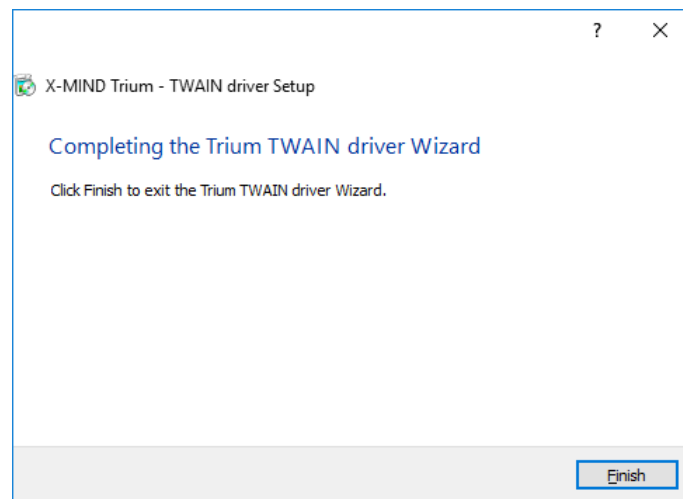 ?
X-MIND Trium - TWAIN driver Setup
Completing the Trium TWAIN driver Wizard
Click Finish to exit the Trium TWAIN driver Wizard.
Finish